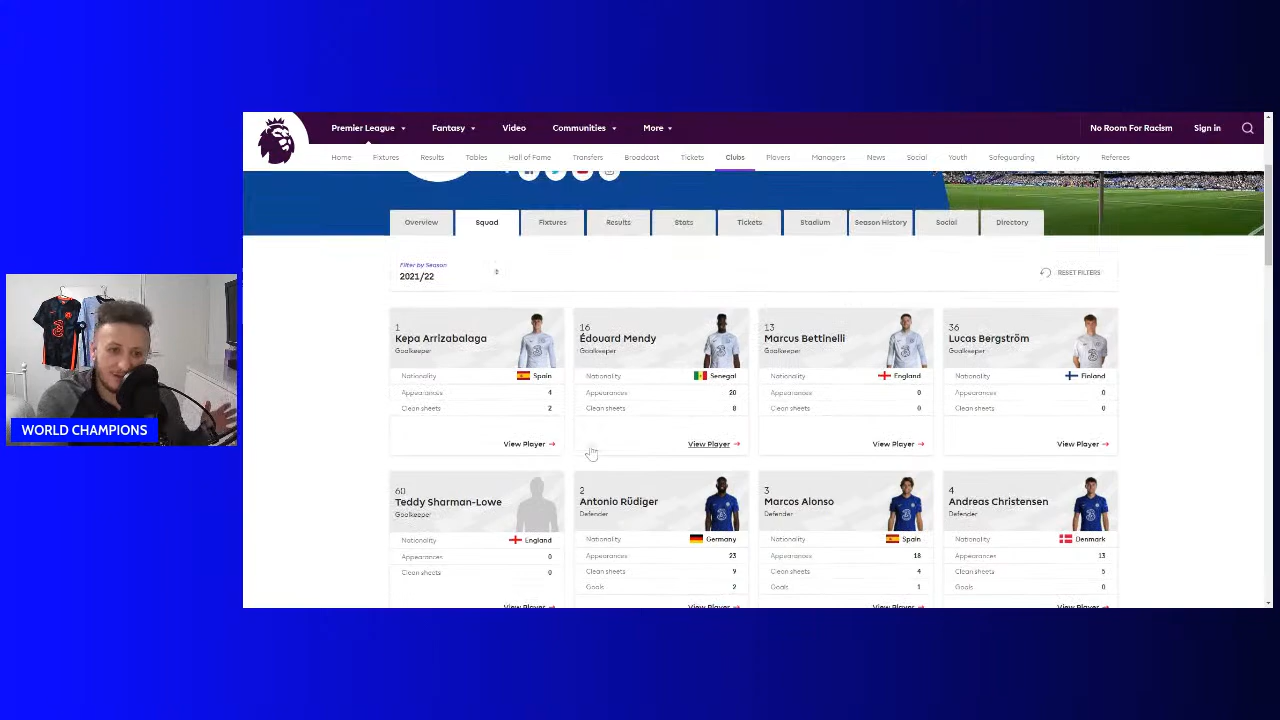 Premier League
Fantasy
Video
Communities
More
No Room For Racism
Sign in
Home
Fixtures
Results
Tables
Hall of Fame
Transfers
Broadcast
Tickets
Clubs
Players
Managers
News
Social
Youth
Safeguarding
History
Referees
Overview
Squad
Fixtures
Results
Stats
Tickets
Stadium
Season History
Social
Directory
Filter by Season
2021/22
RESET FILTERS
1
Kepa Arrizabalaga
Goalkeeper
Nationality Spain
Appearances 4
Clean sheets 2
View Player
16
Édouard Mendy
Goalkeeper
Nationality Senegal
Appearances 20
Clean sheets 8
View Player
13
Marcus Bettinelli
Goalkeeper
Nationality England
Appearances 0
Clean sheets 0
View Player
36
Lucas Bergström
Goalkeeper
Nationality Finland
Appearances 0
Clean sheets 0
View Player
WORLD CHAMPIONS
60
Teddy Sharman-Lowe
Goalkeeper
Nationality England
Appearances 0
Clean sheets 0
View Player
2
Antonio Rüdiger
Defender
Nationality Germany
Appearances 23
Clean sheets 9
Goals 2
View Player
3
Marcos Alonso
Defender
Nationality Spain
Appearances 18
Clean sheets 4
Goals 1
View Player
4
Andreas Christensen
Defender
Nationality Denmark
Appearances 13
Clean sheets 5
Goals 0
View Player